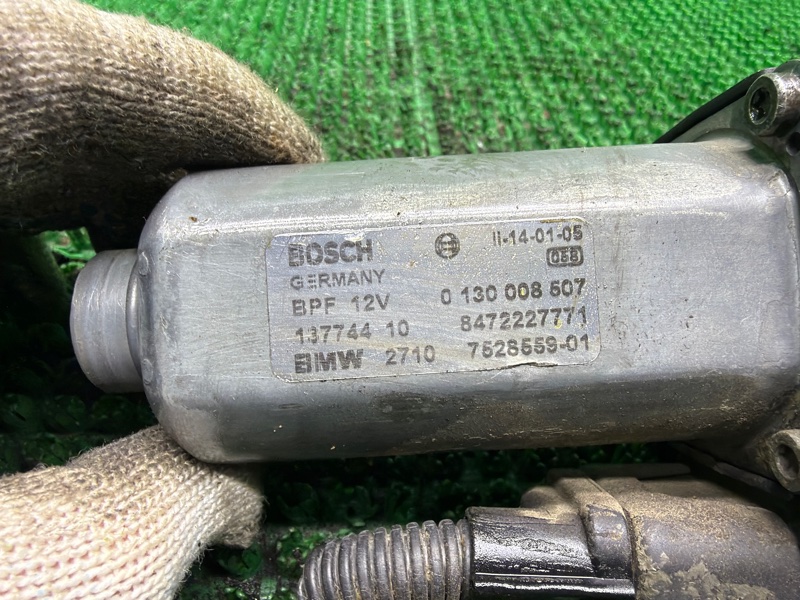 BOSCH II-14-01-05
GERMANY 058
BPF 12V 0 130 008 507
137744 10 8472227771
BMW 2710 7528559-01